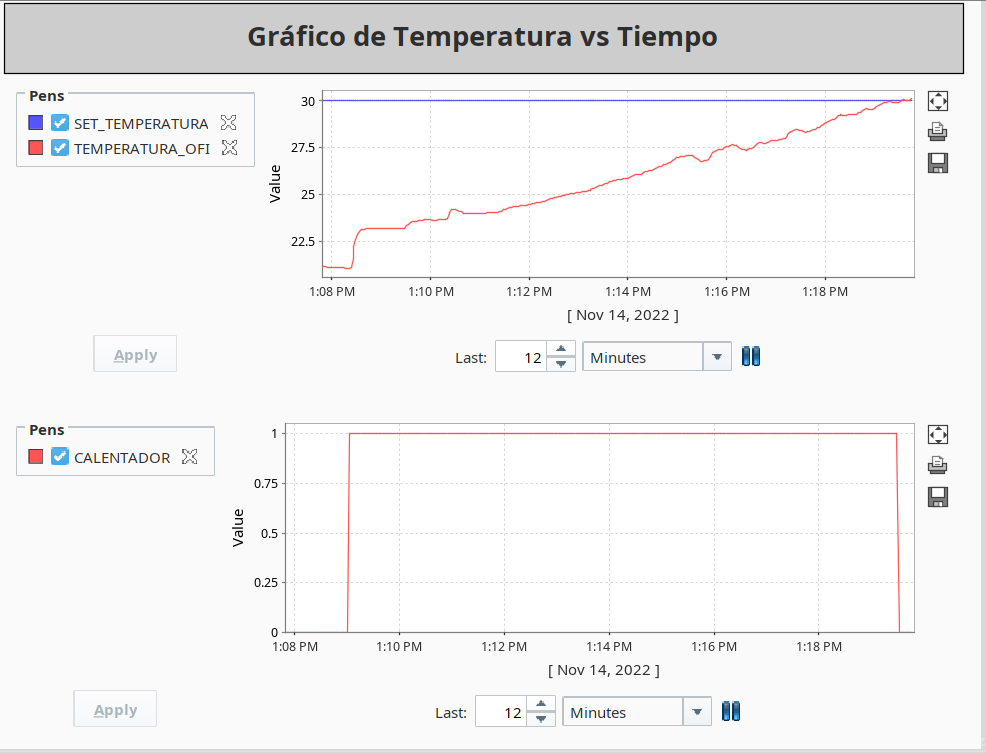 Gráfico de Temperatura vs Tiempo
Pens
SET_TEMPERATURA
TEMPERATURA_OFI
Value
30
27.5
25
22.5
1:08 PM 1:10 PM 1:12 PM 1:14 PM 1:16 PM 1:18 PM
[ Nov 14, 2022 ]
Apply
Last: 12 Minutes
Pens
CALENTADOR
Value
1
0.75
0.5
0.25
0
1:08 PM 1:10 PM 1:12 PM 1:14 PM 1:16 PM 1:18 PM
[ Nov 14, 2022 ]
Apply
Last: 12 Minutes